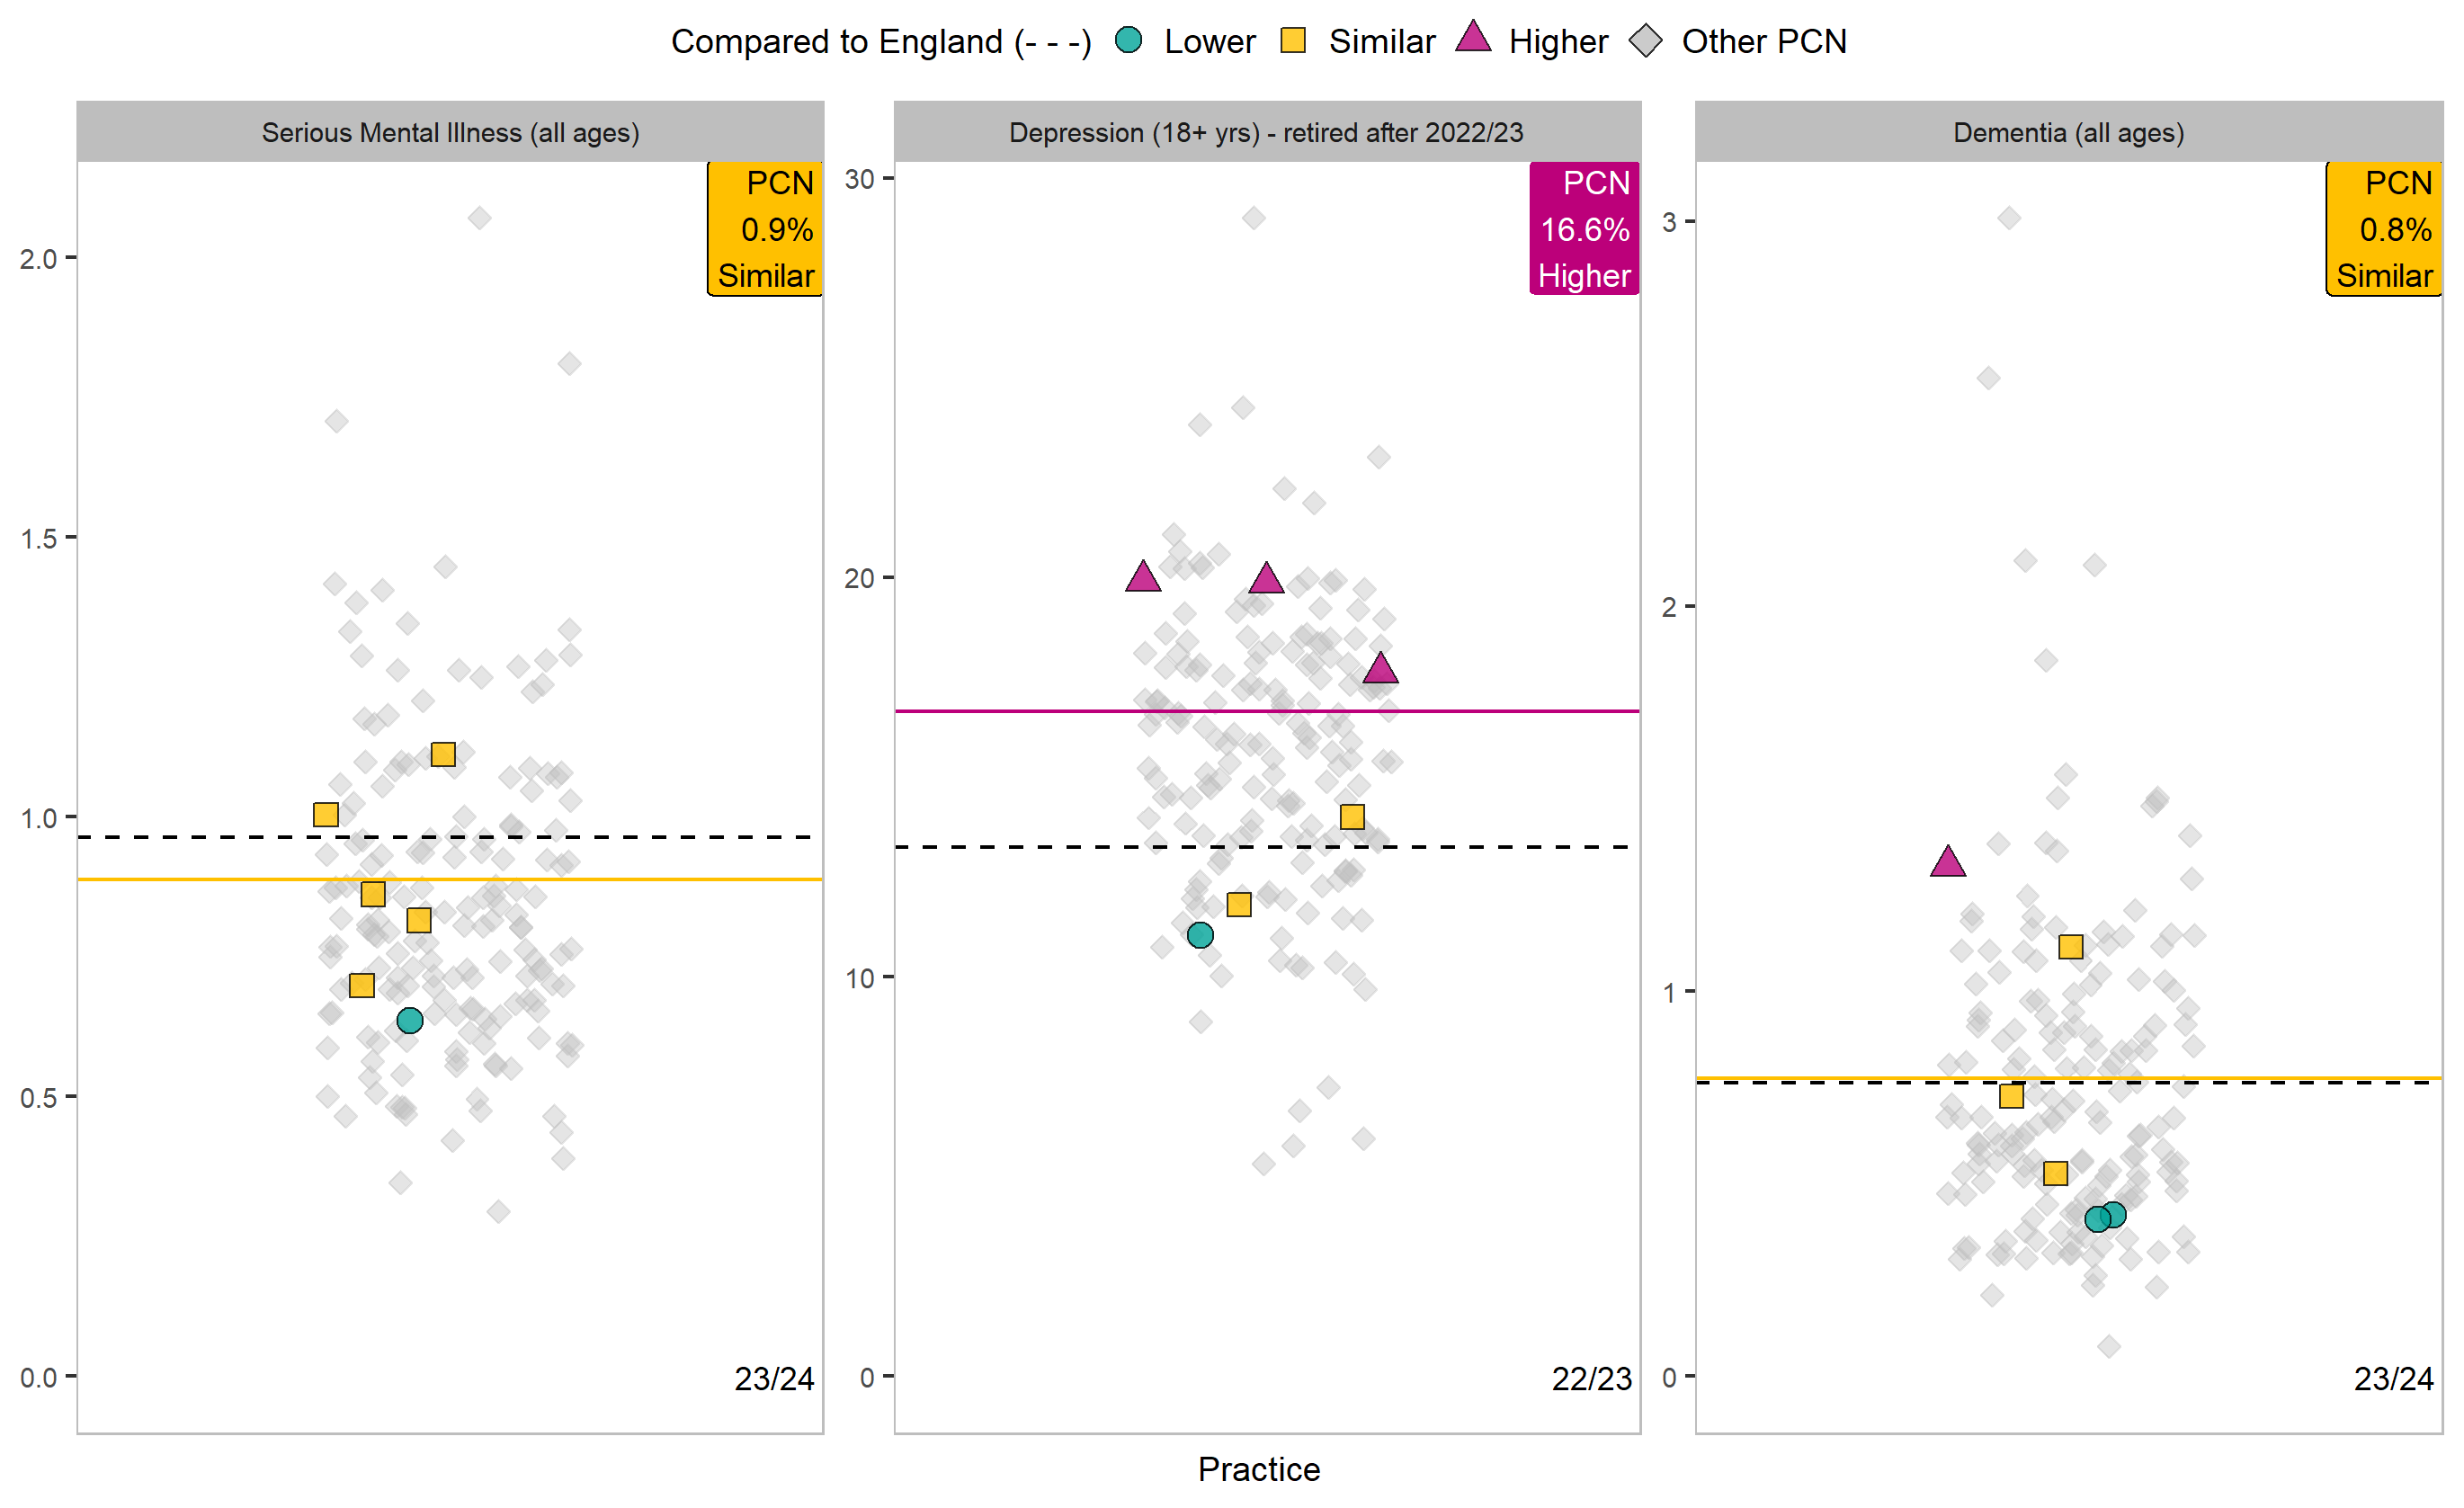 Compared to England (- - -) Lower Similar Higher Other PCN
Serious Mental Illness (all ages)
PCN
0.9%
Similar
2.0
1.5
1.0
0.5
0.0
23/24
Depression (18+ yrs) - retired after 2022/23
PCN
16.6%
Higher
30
20
10
0
22/23
Dementia (all ages)
PCN
0.8%
Similar
3
2
1
0
23/24
Practice